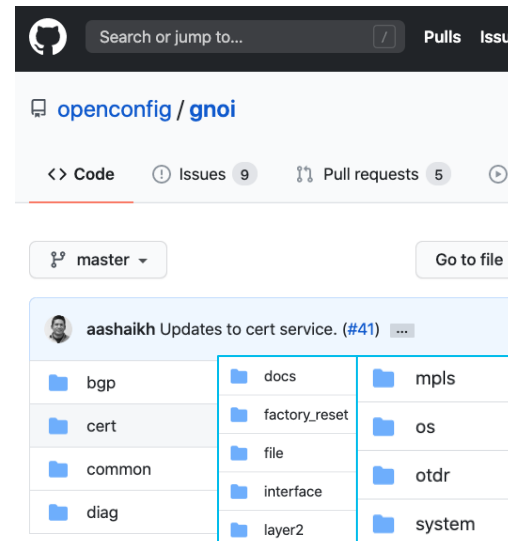 Search or jump to... /
Pulls
openconfig / gnoi
<> Code
Issues 9
Pull requests 5
master
Go to file
aashaikh Updates to cert service. (#41) ...
bgp
cert
common
diag
docs
factory_reset
file
interface
layer2
mpls
os
otdr
system